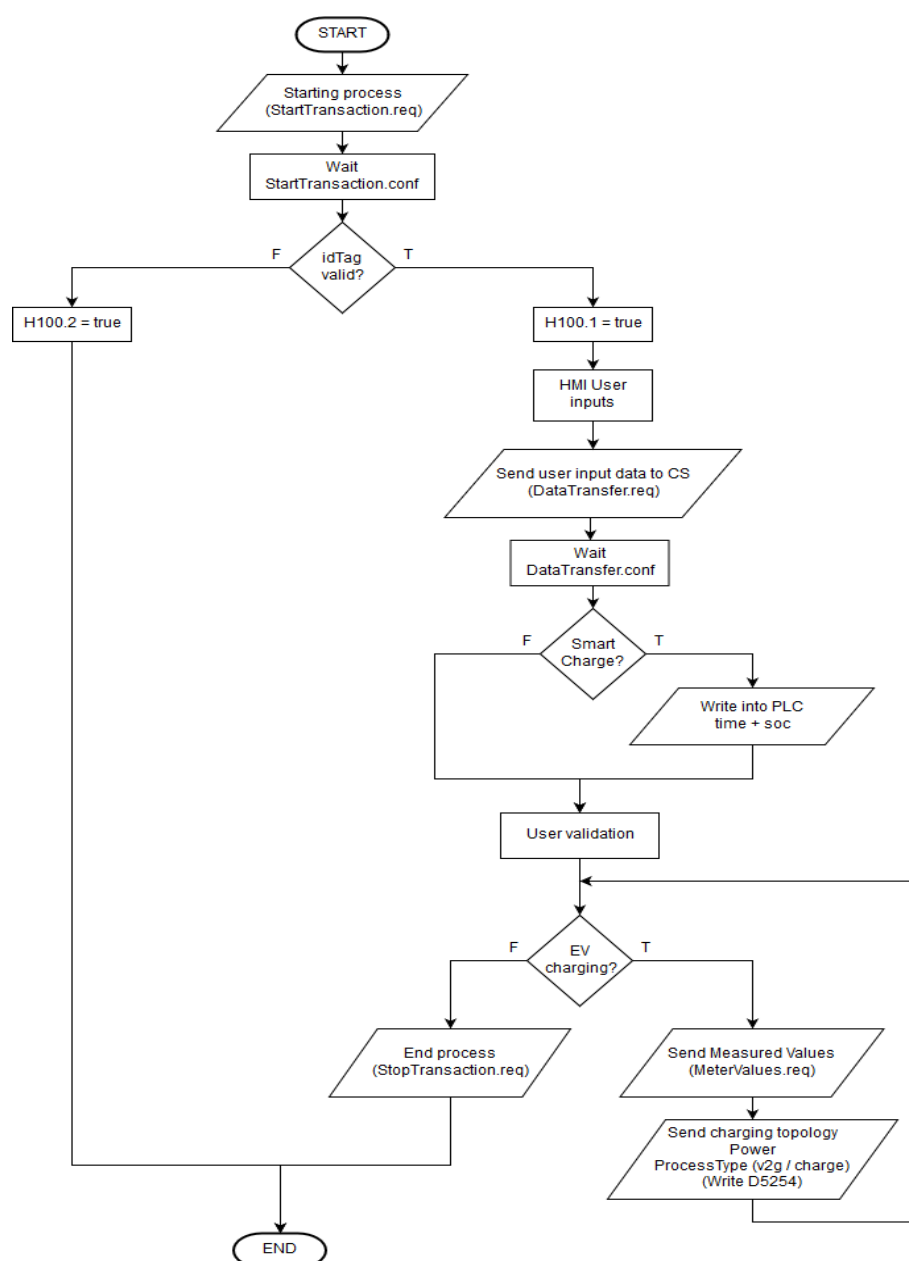 START
Starting process
(StartTransaction.req)
Wait
StartTransaction.conf
F
idTag
valid?
T
H100.2 = true
H100.1 = true
HMI User
inputs
Send user input data to CS
(DataTransfer.req)
Wait
DataTransfer.conf
F
Smart
Charge?
T
Write into PLC
time + soc
User validation
F
EV
charging?
T
End process
(StopTransaction.req)
Send Measured Values
(MeterValues.req)
Send charging topology
Power
ProcessType (v2g / charge)
(Write D5254)
END